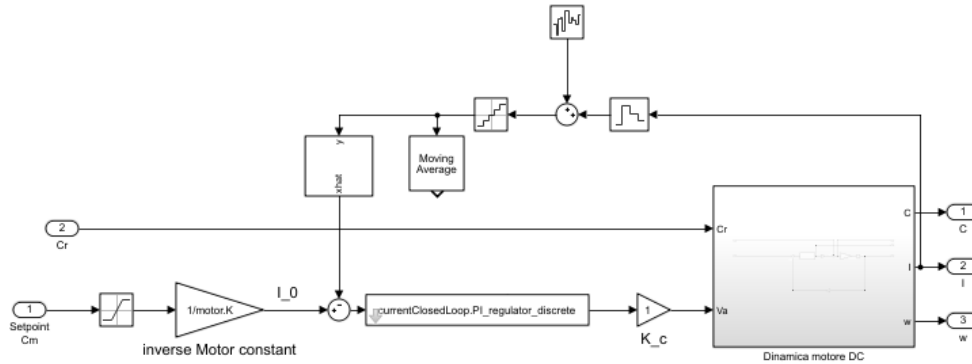 y
xhat
Moving
Average
2
Cr
Cr
C
1
C
I
2
I
1
Setpoint
Cm
1/motor.K
inverse Motor constant
I_0
currentClosedLoop.PI_regulator_discrete
1
K_c
Va
w
3
w
Dinamica motore DC